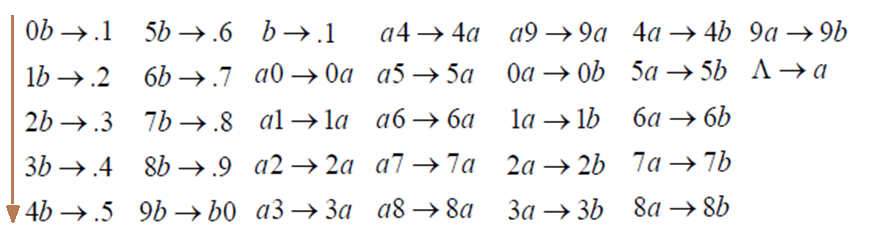 0b → .1 5b → .6 b → .1 a4 → 4a a9 → 9a 4a → 4b 9a → 9b
1b → .2 6b → .7 a0 → 0a a5 → 5a 0a → 0b 5a → 5b Λ → a
2b → .3 7b → .8 a1 → 1a a6 → 6a 1a → 1b 6a → 6b
3b → .4 8b → .9 a2 → 2a a7 → 7a 2a → 2b 7a → 7b
4b → .5 9b → b0 a3 → 3a a8 → 8a 3a → 3b 8a → 8b